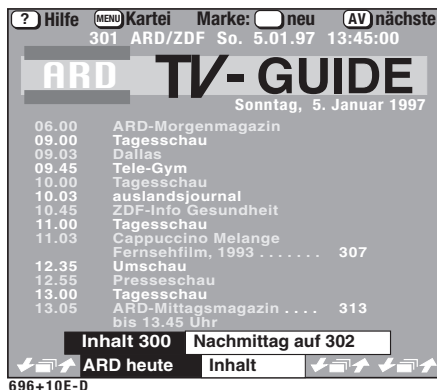 ? Hilfe MENU Kartei Marke: neu AV nächste
301 ARD/ZDF So. 5.01.97 13:45:00
ARD TV-GUIDE
Sonntag, 5. Januar 1997
06.00 ARD-Morgenmagazin
09.00 Tagesschau
09.03 Dallas
09.45 Tele-Gym
10.00 Tagesschau
10.03 auslandsjournal
10.45 ZDF-Info Gesundheit
11.00 Tagesschau
11.03 Cappuccino Melange
Fernsehfilm, 1993 . . . . . . . 307
12.35 Umschau
12.55 Presseschau
13.00 Tagesschau
13.05 ARD-Mittagsmagazin . . . . 313
bis 13.45 Uhr
Inhalt 300 Nachmittag auf 302
ARD heute Inhalt
696+10E-D